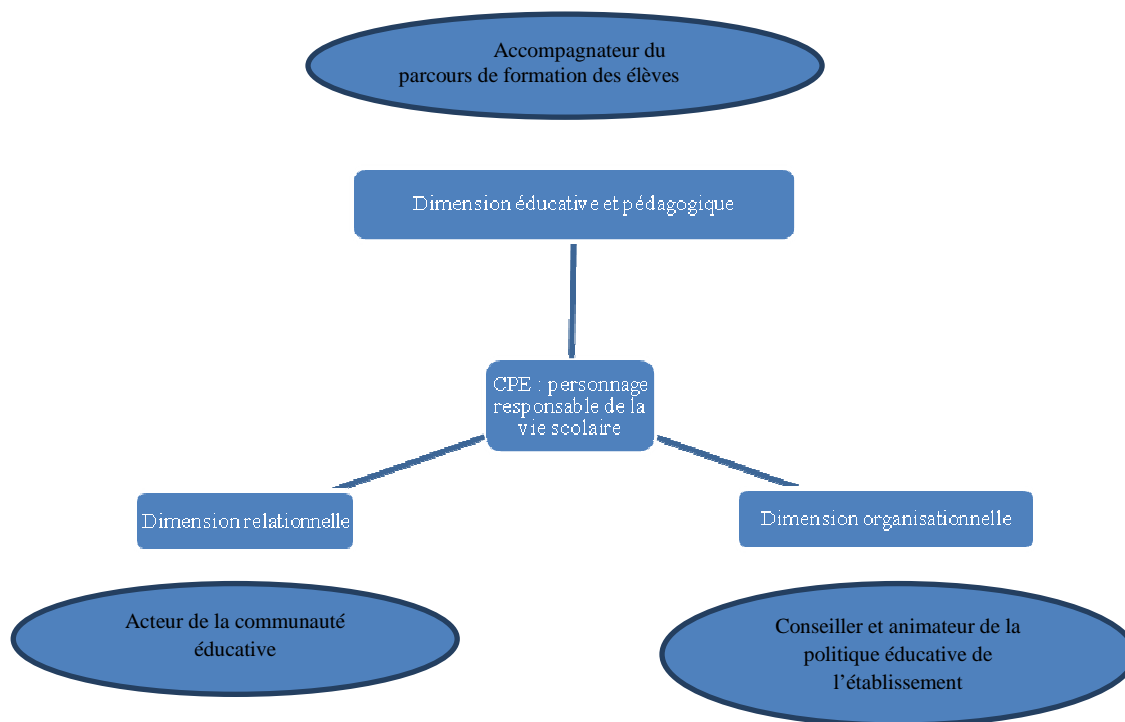 Accompagnateur du
parcours de formation des élèves
Dimension éducative et pédagogique
CPE : personnage
responsable de la
vie scolaire
Dimension relationnelle
Dimension organisationnelle
Acteur de la communauté
éducative
Conseiller et animateur de la
politique éducative de
l’établissement